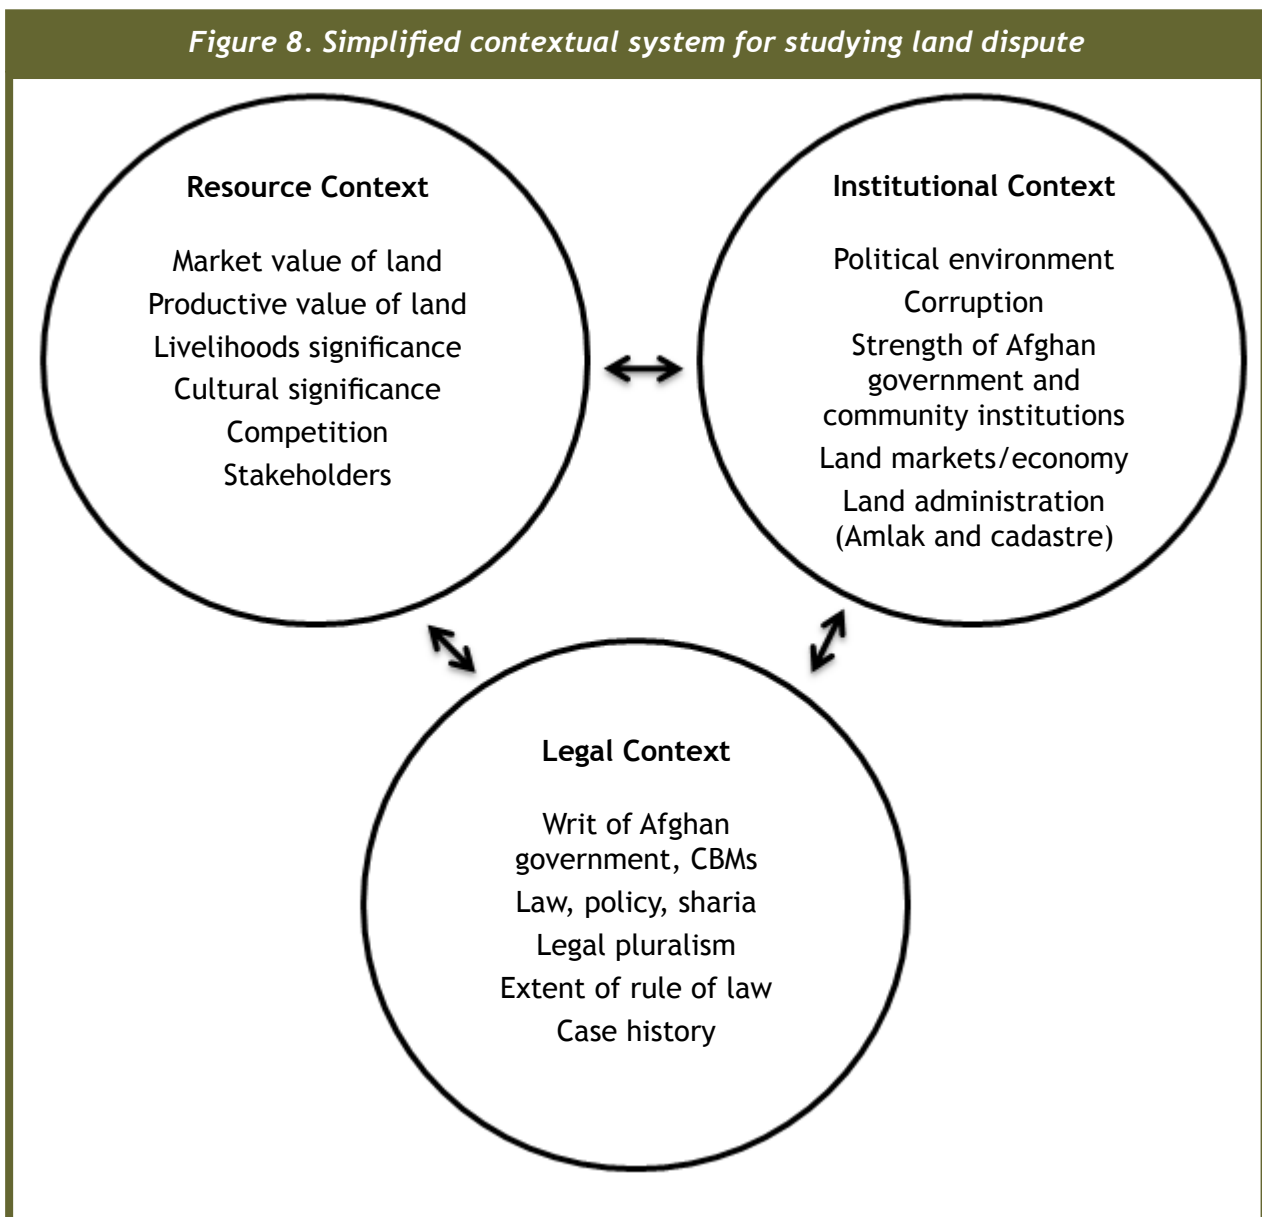 Figure 8. Simplified contextual system for studying land dispute
Resource Context
Market value of land
Productive value of land
Livelihoods significance
Cultural significance
Competition
Stakeholders
Institutional Context
Political environment
Corruption
Strength of Afghan
government and
community institutions
Land markets/economy
Land administration
(Amlak and cadastre)
Legal Context
Writ of Afghan
government, CBMs
Law, policy, sharia
Legal pluralism
Extent of rule of law
Case history